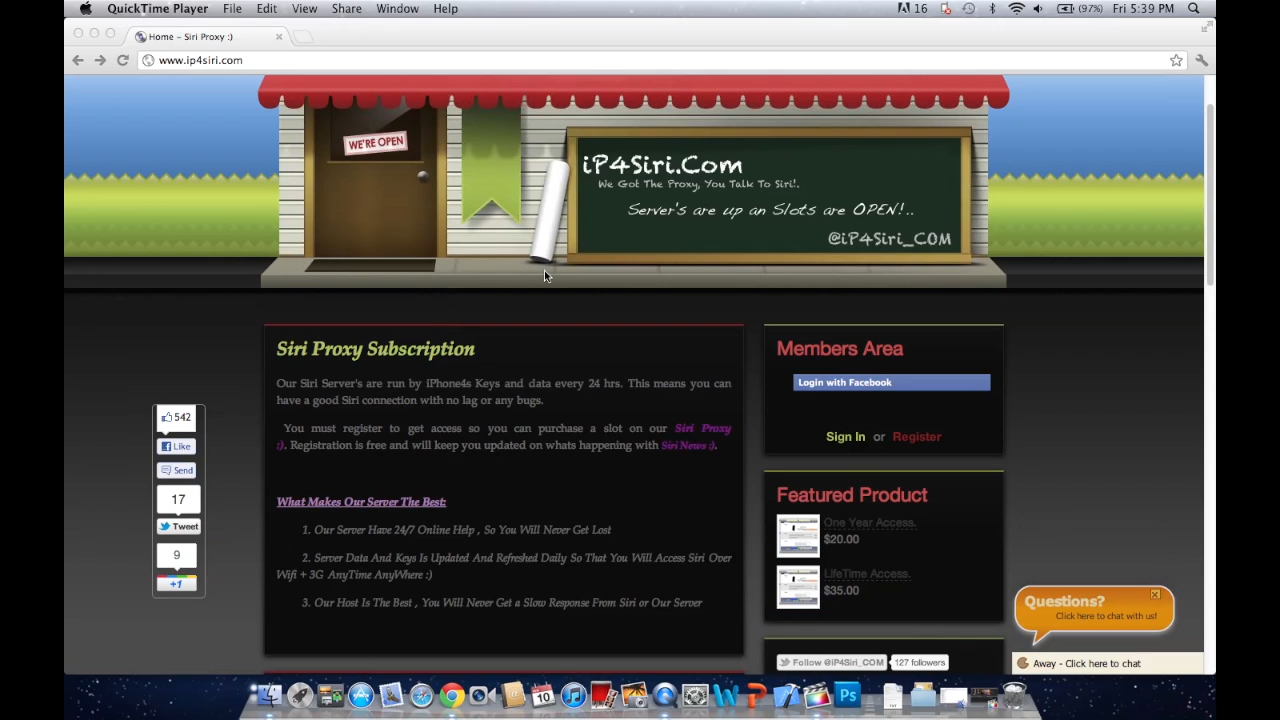 QuickTime Player File Edit View Share Window Help 16 (97%) Fri 5:39 PM
Home – Siri Proxy :)
www.ip4siri.com
WE'RE OPEN
iP4Siri.Com
We Got The Proxy, You Talk To Siri!.
Server's are up an Slots are OPEN!..
@iP4Siri_COM
Siri Proxy Subscription
Our Siri Server's are run by iPhone4s Keys and data every 24 hrs. This means you can
have a good Siri connection with no lag or any bugs.
You must register to get access so you can purchase a slot on our Siri Proxy
:). Registration is free and will keep you updated on whats happening with Siri News :).
What Makes Our Server The Best:
1. Our Server Have 24/7 Online Help , So You Will Never Get Lost
2. Server Data And Keys Is Updated And Refreshed Daily So That You Will Access Siri Over
Wifi + 3G AnyTime AnyWhere :)
3. Our Host Is The Best , You Will Never Get a Slow Response From Siri or Our Server
542
Like
Send
17
Tweet
9
+1
Members Area
Login with Facebook
Sign In or Register
Featured Product
One Year Access.
$20.00
LifeTime Access.
$35.00
Follow @iP4Siri_COM 127 followers
Questions?
Click here to chat with us!
Away - Click here to chat
10
Ps